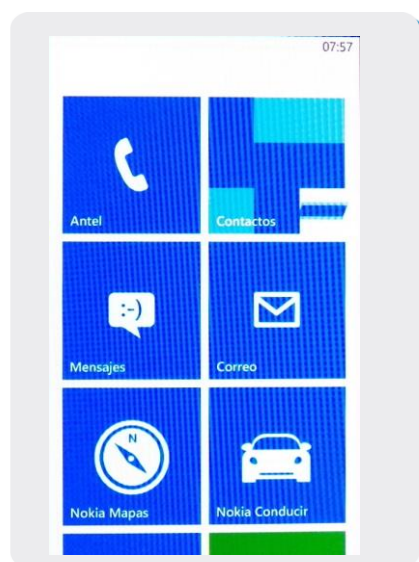 07:57
Antel
Contactos
:-)
Mensajes
Correo
N
Nokia Mapas
Nokia Conducir